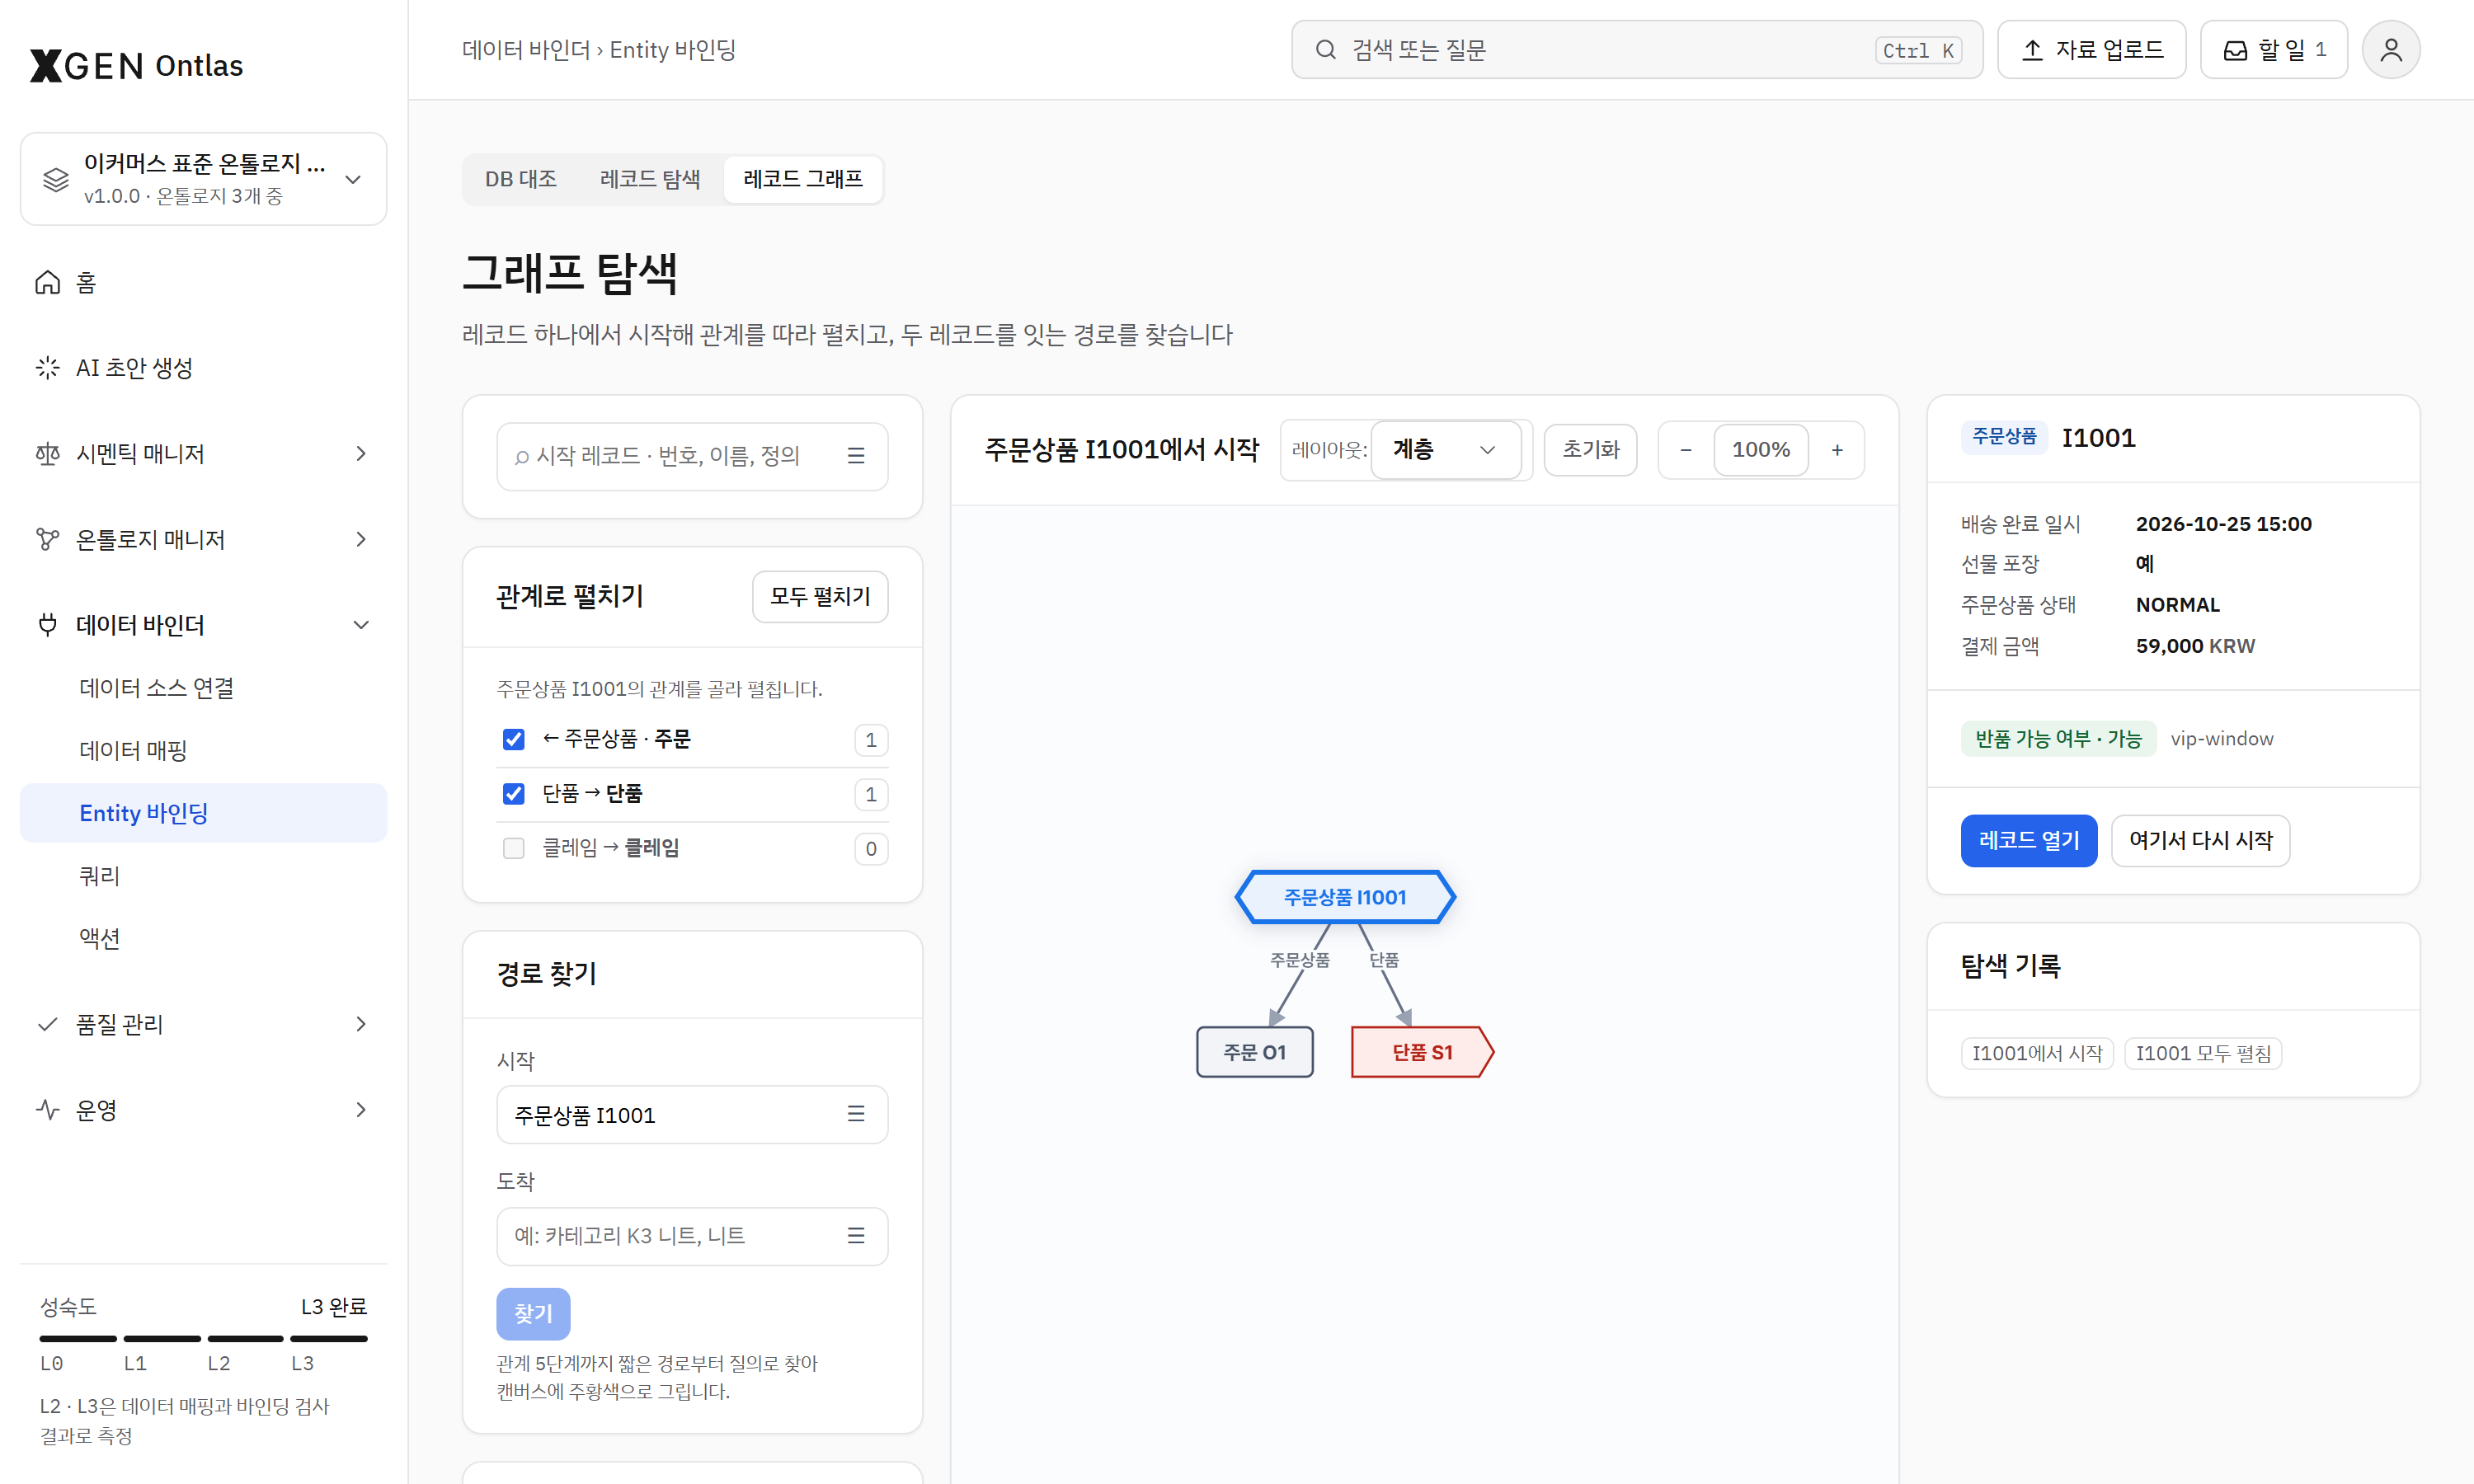 XGEN Ontlas
이커머스 표준 온톨로지 ...
v1.0.0 · 온톨로지 3개 중
홈
AI 초안 생성
시멘틱 매니저
온톨로지 매니저
데이터 바인더
데이터 소스 연결
데이터 매핑
Entity 바인딩
쿼리
액션
품질 관리
운영
성숙도 L3 완료
L0 L1 L2 L3
L2 · L3은 데이터 매핑과 바인딩 검사
결과로 측정
데이터 바인더 › Entity 바인딩
검색 또는 질문 Ctrl K
자료 업로드
할 일 1
DB 대조 레코드 탐색 레코드 그래프
그래프 탐색
레코드 하나에서 시작해 관계를 따라 펼치고, 두 레코드를 잇는 경로를 찾습니다
시작 레코드 · 번호, 이름, 정의
관계로 펼치기 모두 펼치기
주문상품 I1001의 관계를 골라 펼칩니다.
← 주문상품 · 주문 1
단품 → 단품 1
클레임 → 클레임 0
경로 찾기
시작
주문상품 I1001
도착
예: 카테고리 K3 니트, 니트
찾기
관계 5단계까지 짧은 경로부터 질의로 찾아
캔버스에 주황색으로 그립니다.
주문상품 I1001에서 시작 레이아웃: 계층 초기화 − 100% +
주문상품 I1001
주문상품 단품
주문 O1 단품 S1
주문상품 I1001
배송 완료 일시 2026-10-25 15:00
선물 포장 예
주문상품 상태 NORMAL
결제 금액 59,000 KRW
반품 가능 여부 · 가능 vip-window
레코드 열기 여기서 다시 시작
탐색 기록
I1001에서 시작 I1001 모두 펼침